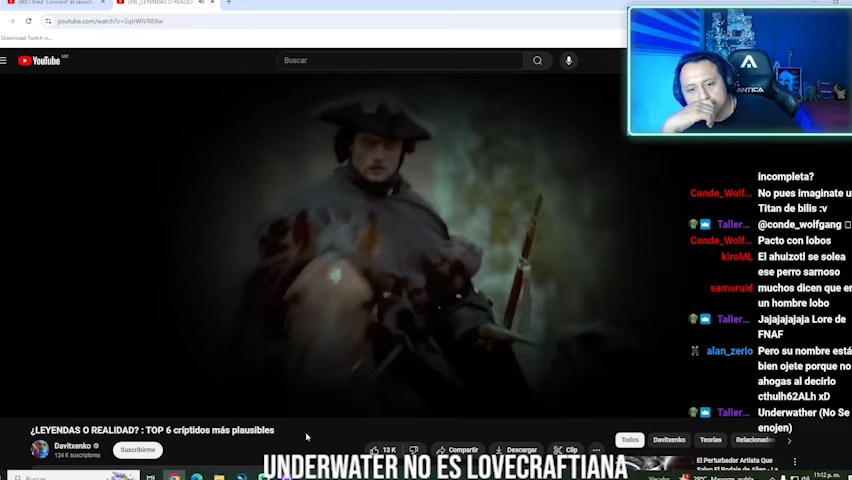 youtube.com/watch?v=
Download Twitch vi...
YouTube MX
Buscar
ANTICA
incompleta?
Conde_Wolf... No pues imaginate u
Titan de bilis :v
Taller... @conde_wolfgang
Conde_Wolf... Pacto con lobos
kiroML El ahuizotl se solea
ese perro sarnoso
samuruid muchos dicen que er
un hombre lobo
Taller... Jajajajajaja Lore de
FNAF
alan_zerio Pero su nombre está
bien ojete porque no
ahogas al decirlo
cthulh62ALh xD
Taller... Underwather (No Se
enojen)
¿LEYENDAS O REALIDAD? : TOP 6 críptidos más plausibles
Davitxenko
124 K suscriptores
Suscribirme
13 K
Compartir
Descargar
Clip
Todos
Davitxenko
Teorías
Relacionados
El Perturbador Artista Que
UNDERWATER NO ES LOVECRAFTIANA
Buscar
11:12 p. m.